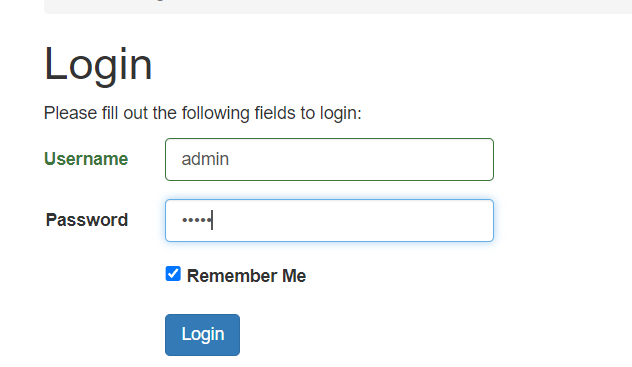 Login
Please fill out the following fields to login:
Username admin
Password •••••
Remember Me
Login